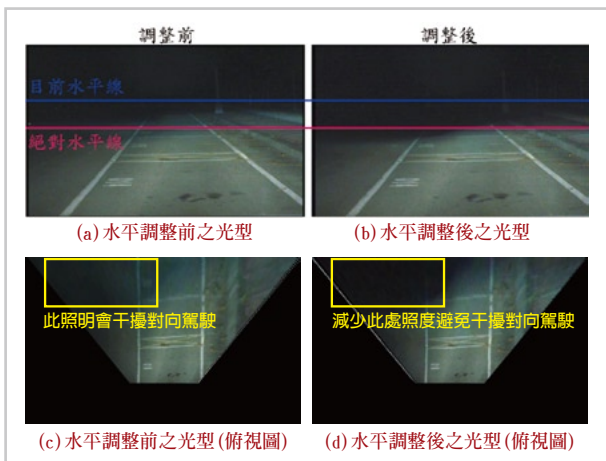 調整前
調整後
目前水平線
絕對水平線
(a)水平調整前之光型
(b)水平調整後之光型
此照明會干擾對向駕駛
減少此處照度避免干擾對向駕駛
(c)水平調整前之光型(俯視圖)
(d)水平調整後之光型(俯視圖)